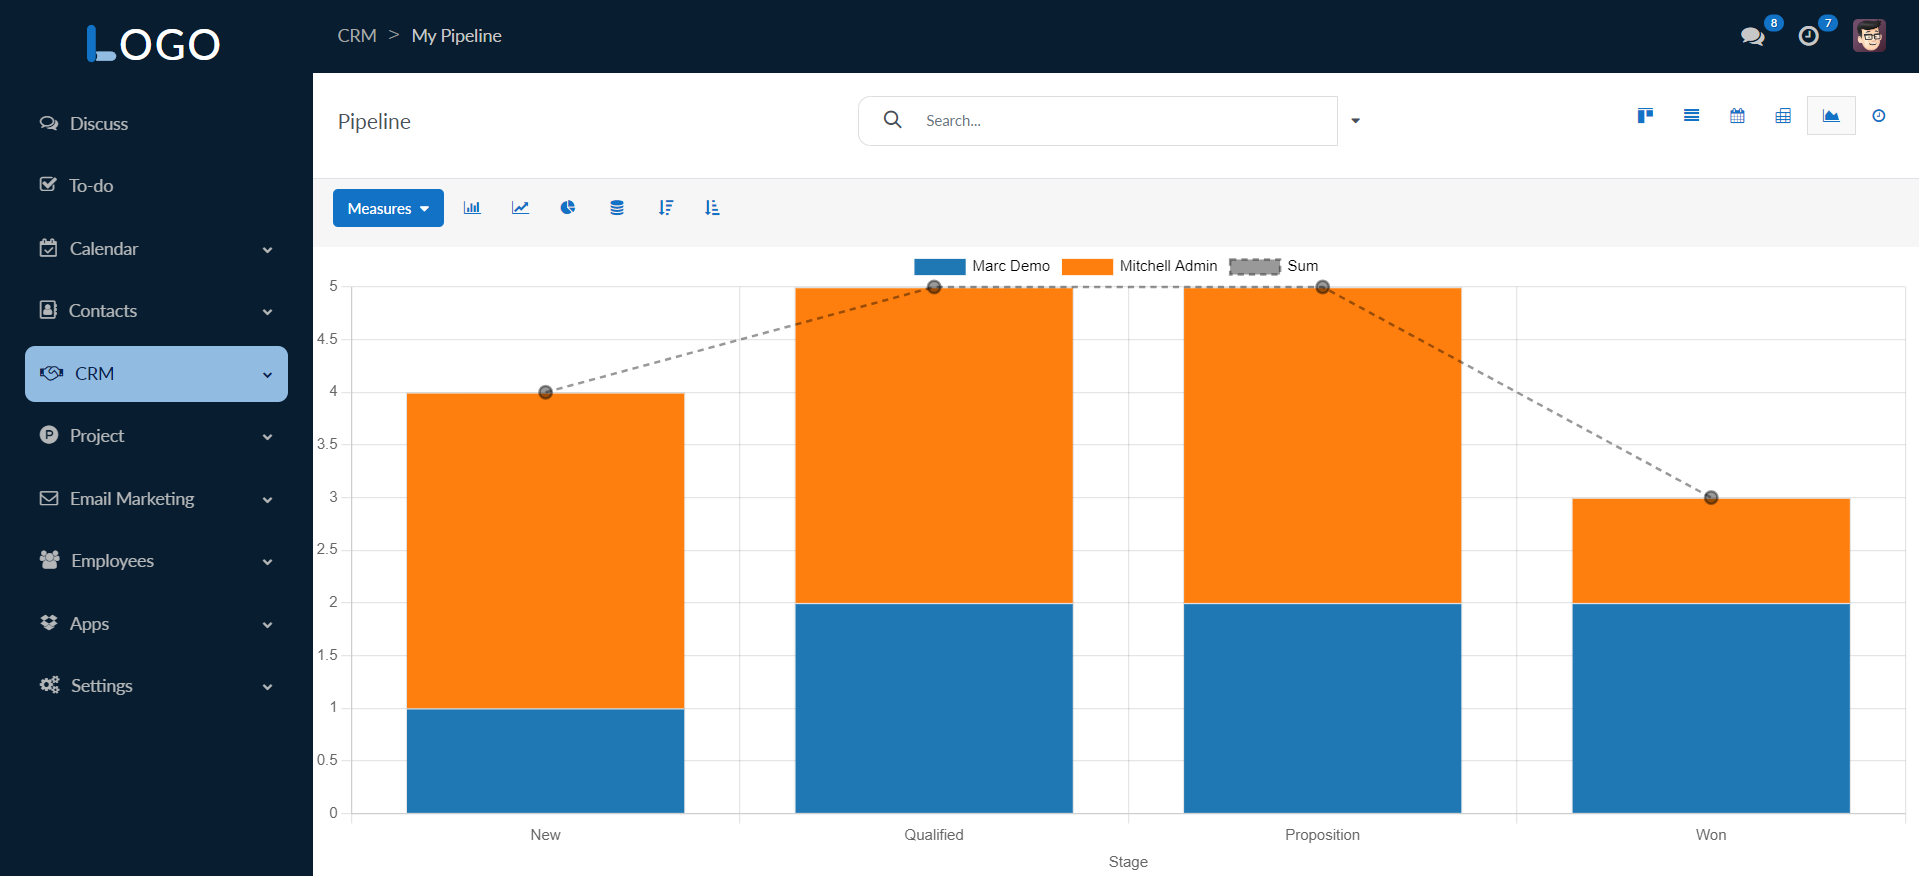 LOGO
CRM > My Pipeline
8
7
Discuss
To-do
Calendar
Contacts
CRM
Project
Email Marketing
Employees
Apps
Settings
Pipeline
Search...
Measures
Marc Demo Mitchell Admin Sum
5
4.5
4
3.5
3
2.5
2
1.5
1
0.5
0
New Qualified Proposition Won
Stage